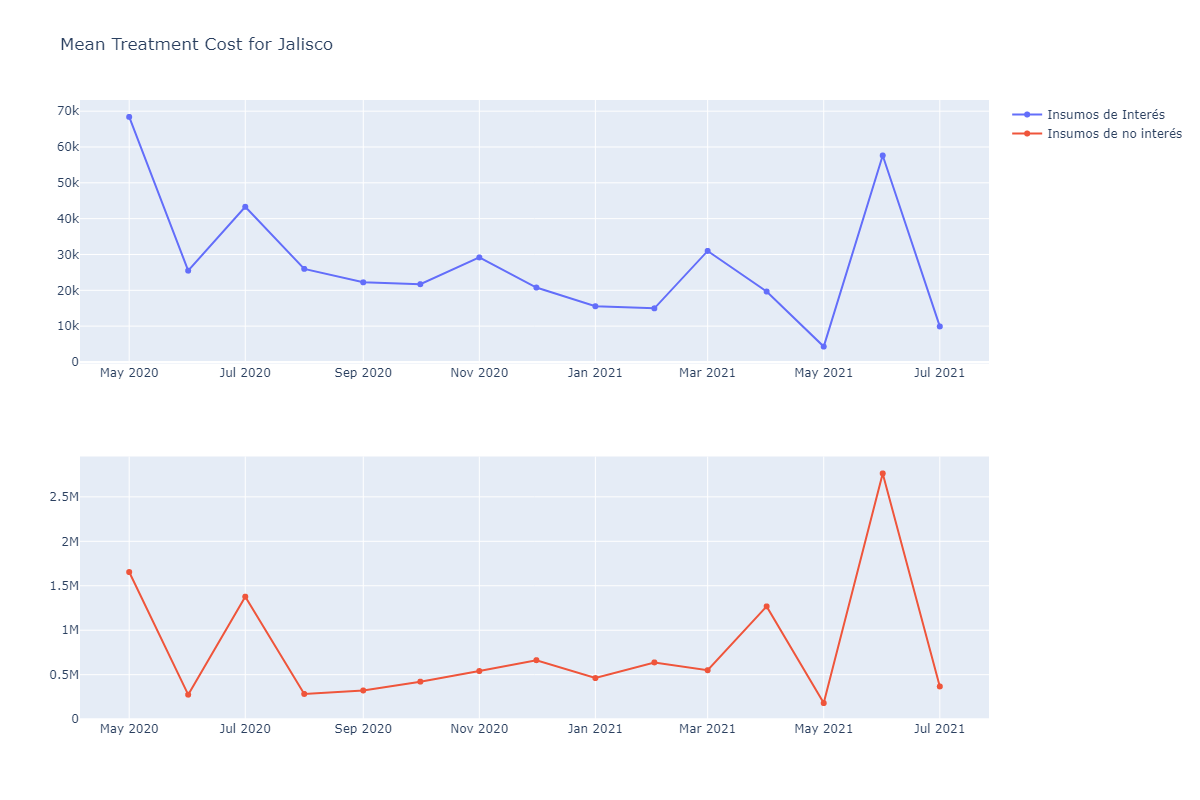 Mean Treatment Cost for Jalisco
70k
60k
50k
40k
30k
20k
10k
0
May 2020 Jul 2020 Sep 2020 Nov 2020 Jan 2021 Mar 2021 May 2021 Jul 2021
Insumos de Interés
Insumos de no interés
2.5M
2M
1.5M
1M
0.5M
0
May 2020 Jul 2020 Sep 2020 Nov 2020 Jan 2021 Mar 2021 May 2021 Jul 2021